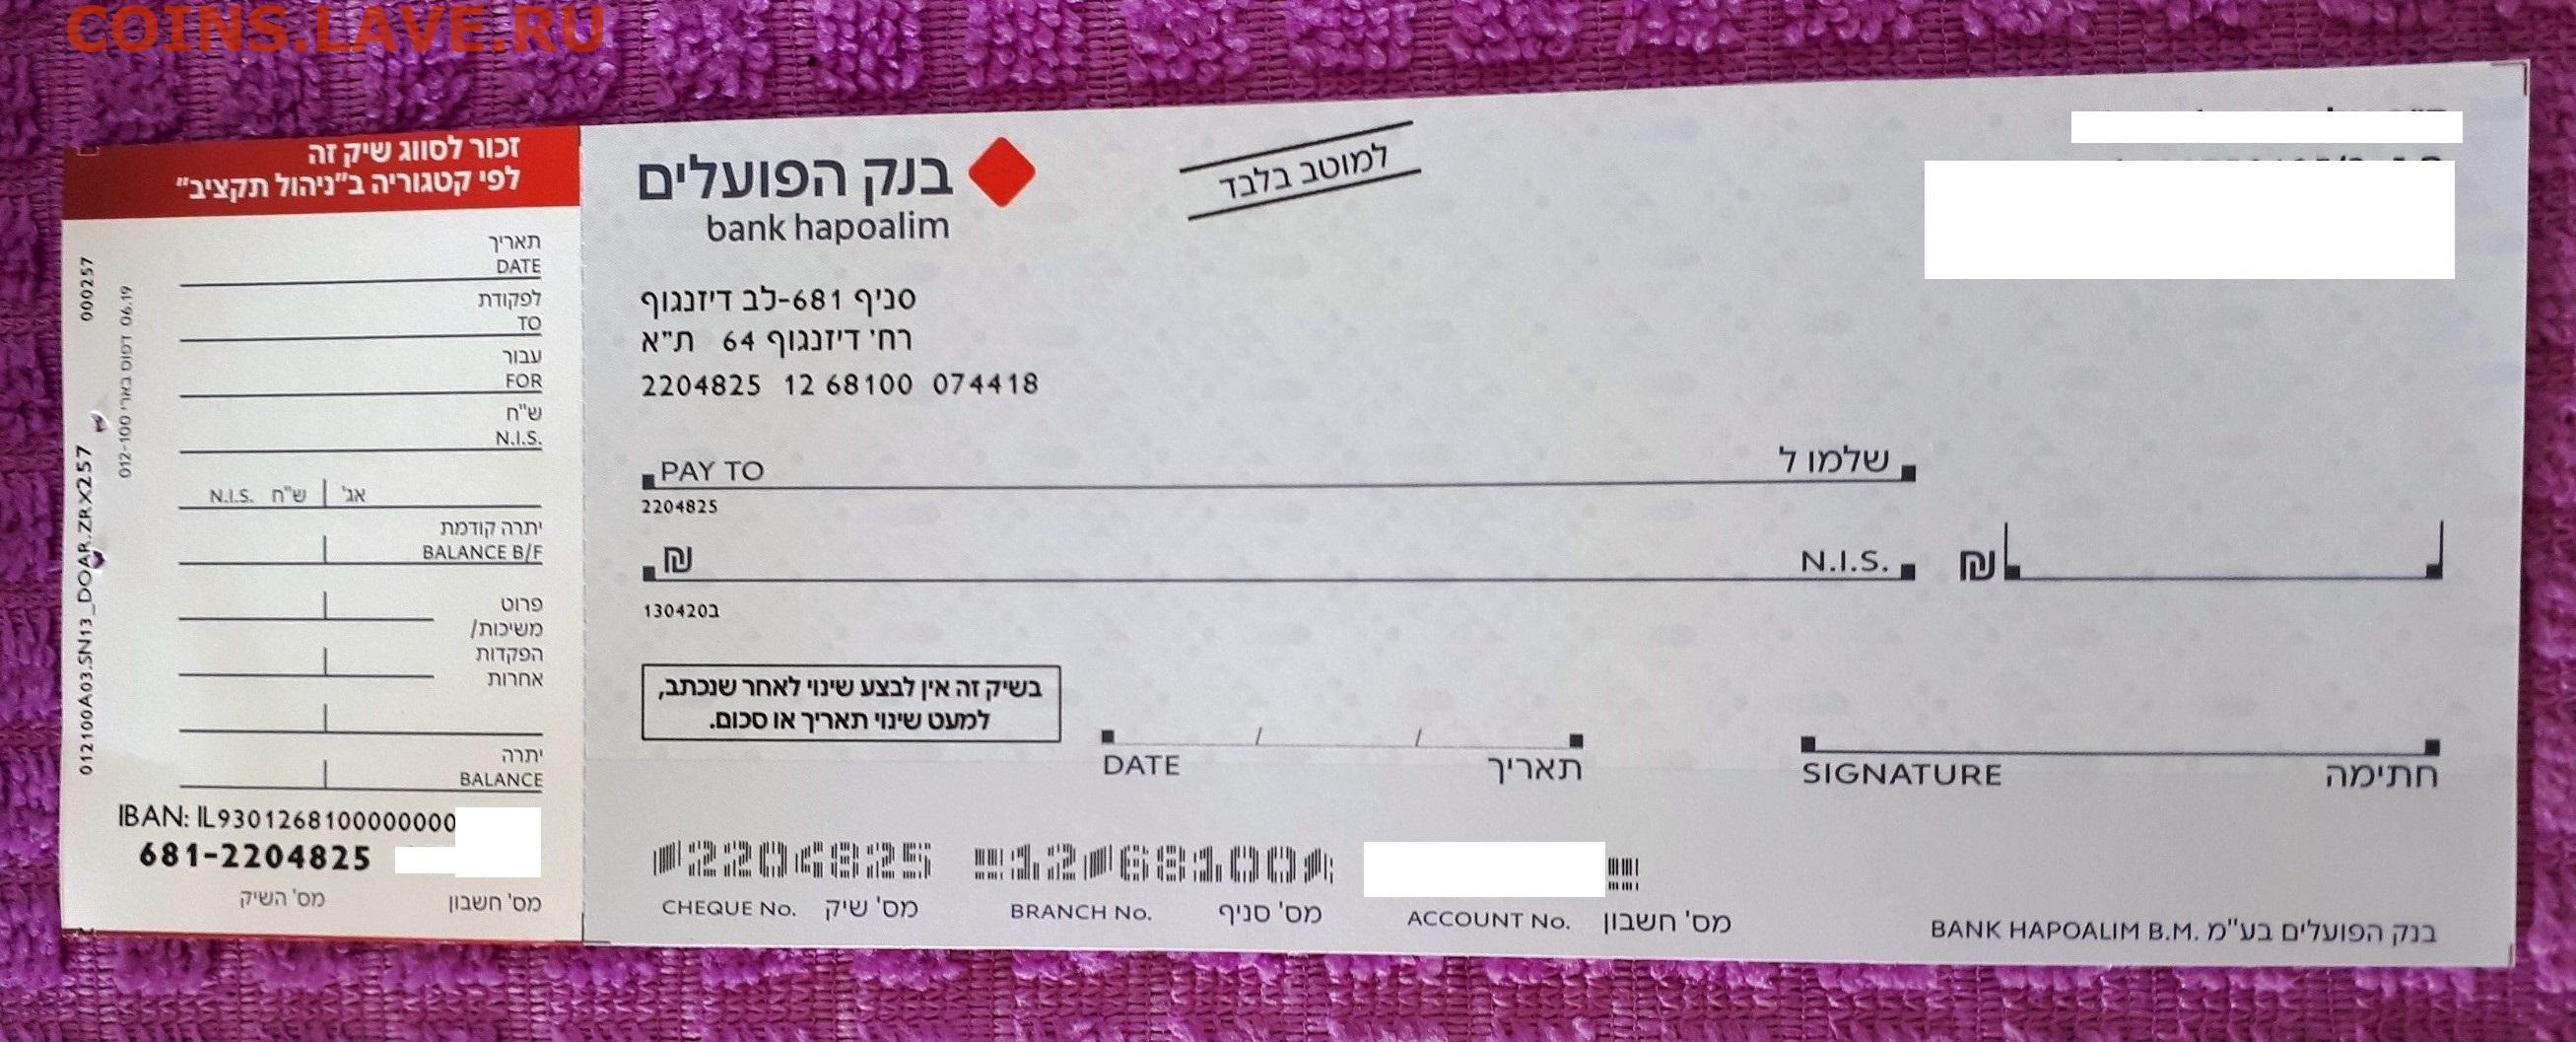 COINS.LAVE.RU
זכור לסווג שיק זה
לפי קטגוריה ב"ניהול תקציב"
תאריך
DATE
לפקודת
TO
עבור
FOR
ש"ח
N.I.S.
N.I.S. ש"ח אג'
יתרה קודמת
BALANCE B/F
פרוט
משיכות/
הפקדות
אחרות
יתרה
BALANCE
IBAN: IL930126810000000
681-2204825
מס' חשבון מס' השיק
000257
012-100 דפוס בארי 06.19
012100A03.SN13_DOAR.ZRX257
בנק הפועלים
bank hapoalim
למוטב בלבד
סניף 681-לב דיזנגוף
רח' דיזנגוף 64 ת"א
2204825 12 68100 074418
PAY TO שלמו ל
2204825
₪ N.I.S. ₪
ב130420
בשיק זה אין לבצע שינוי לאחר שנכתב,
למעט שינוי תאריך או סכום.
DATE / / תאריך
SIGNATURE חתימה
2204825 12 68100
CHEQUE No. מס' שיק BRANCH No. מס' סניף ACCOUNT No. מס' חשבון
BANK HAPOALIM B.M. בנק הפועלים בע"מ